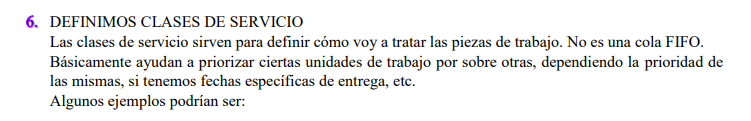 6. DEFINIMOS CLASES DE SERVICIO
Las clases de servicio sirven para definir cómo voy a tratar las piezas de trabajo. No es una cola FIFO.
Básicamente ayudan a priorizar ciertas unidades de trabajo por sobre otras, dependiendo la prioridad de
las mismas, si tenemos fechas específicas de entrega, etc.
Algunos ejemplos podrían ser: